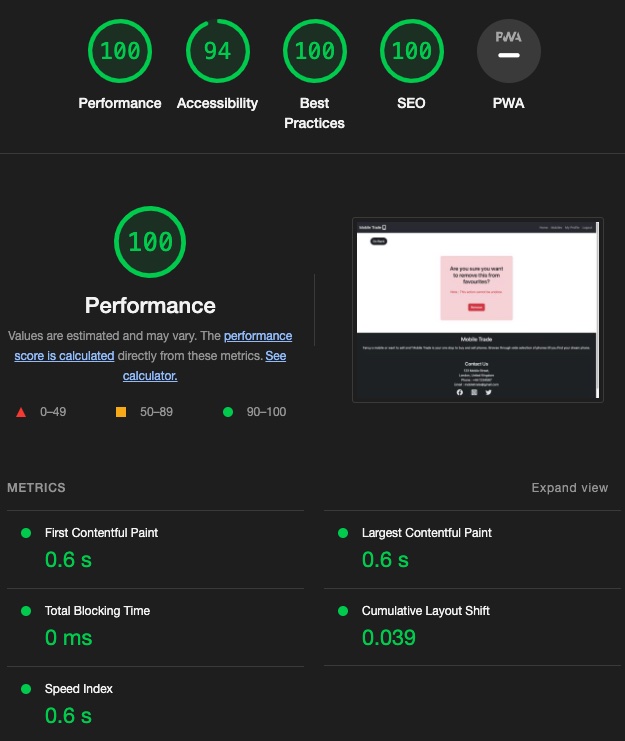 100
94
100
100
PWA
Performance
Accessibility
Best
Practices
SEO
PWA
100
Performance
Values are estimated and may vary. The performance
score is calculated directly from these metrics. See
calculator.
0–49
50–89
90–100
Mobile Trade
Home
My Profile
Logout
Go Back
Are you sure you want
to remove this from
favourites?
Remove
Mobile Trade
Contact Us
London, United Kingdom
METRICS
Expand view
First Contentful Paint
0.6 s
Largest Contentful Paint
0.6 s
Total Blocking Time
0 ms
Cumulative Layout Shift
0.039
Speed Index
0.6 s